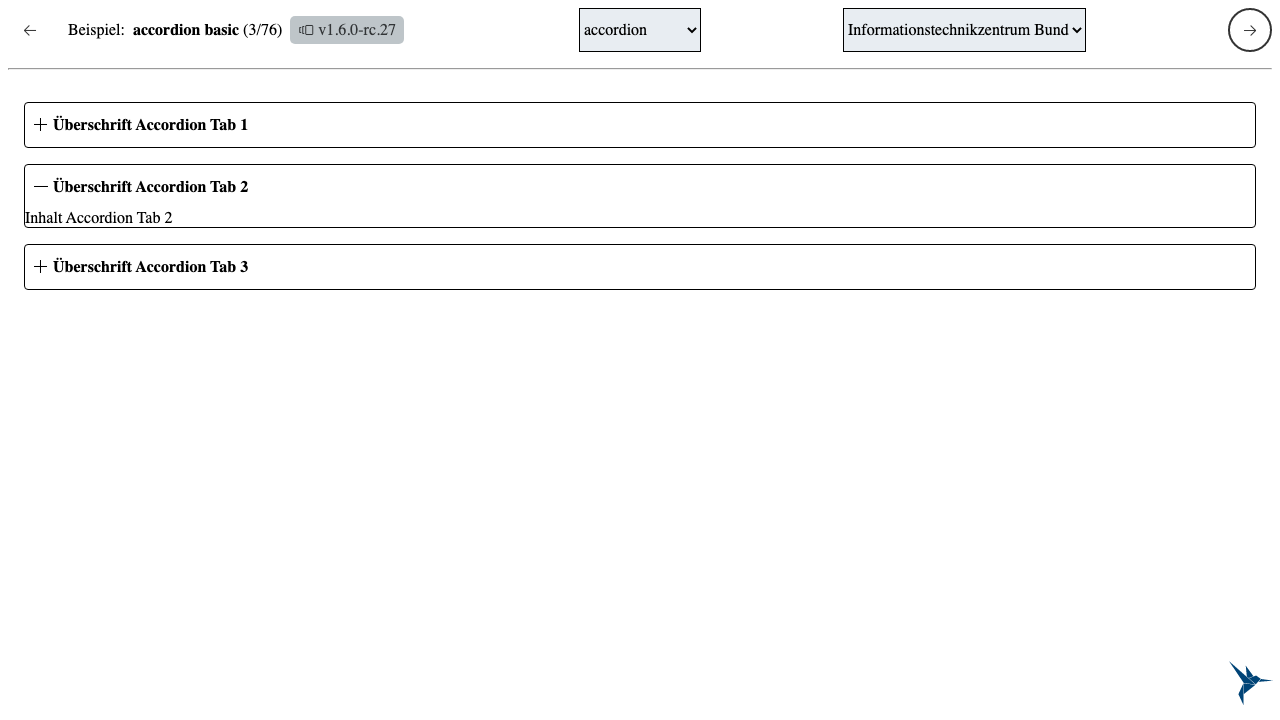 Beispiel: accordion basic (3/76) v1.6.0-rc.27 accordion Informationstechnikzentrum Bund
Überschrift Accordion Tab 1
Überschrift Accordion Tab 2
Inhalt Accordion Tab 2
Überschrift Accordion Tab 3